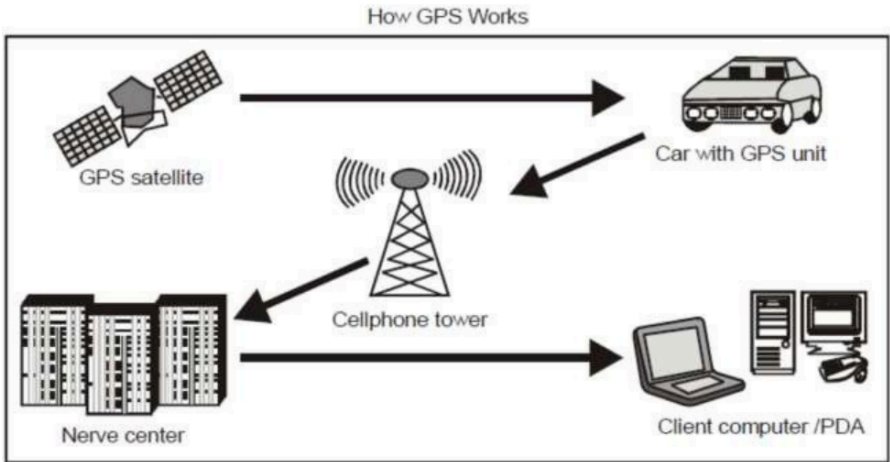 How GPS Works
GPS satellite
Car with GPS unit
Cellphone tower
Nerve center
Client computer /PDA